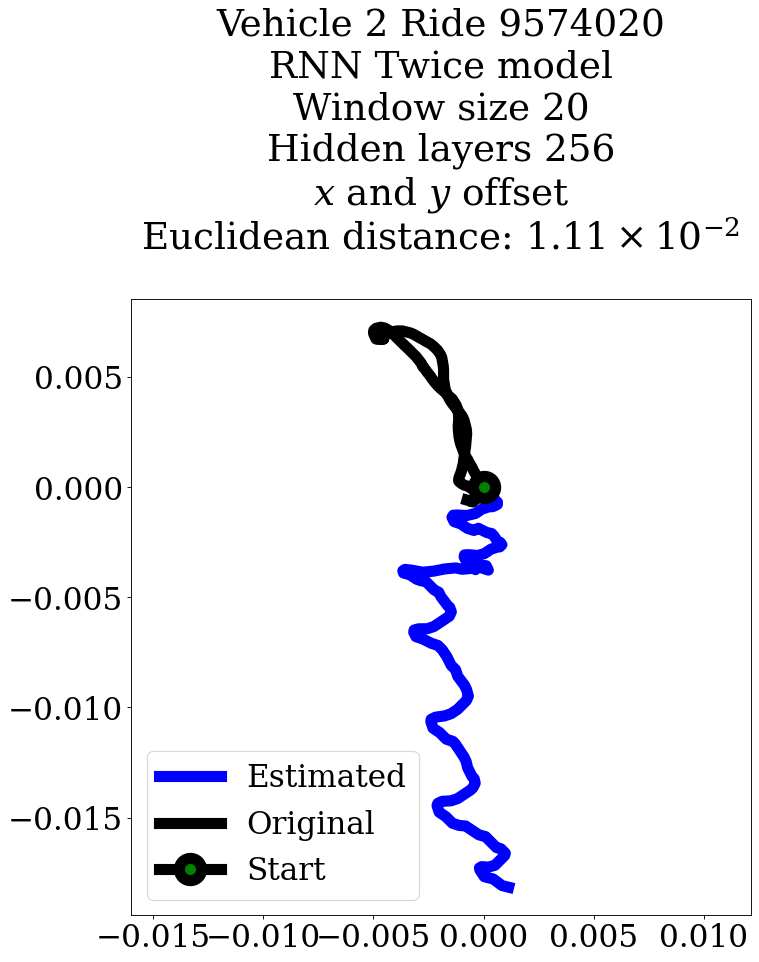 Vehicle 2 Ride 9574020
RNN Twice model
Window size 20
Hidden layers 256
x and y offset
Euclidean distance: 1.11 × 10⁻²
0.005
0.000
−0.005
−0.010
−0.015
Estimated
Original
Start
−0.015 −0.010 −0.005 0.000 0.005 0.010